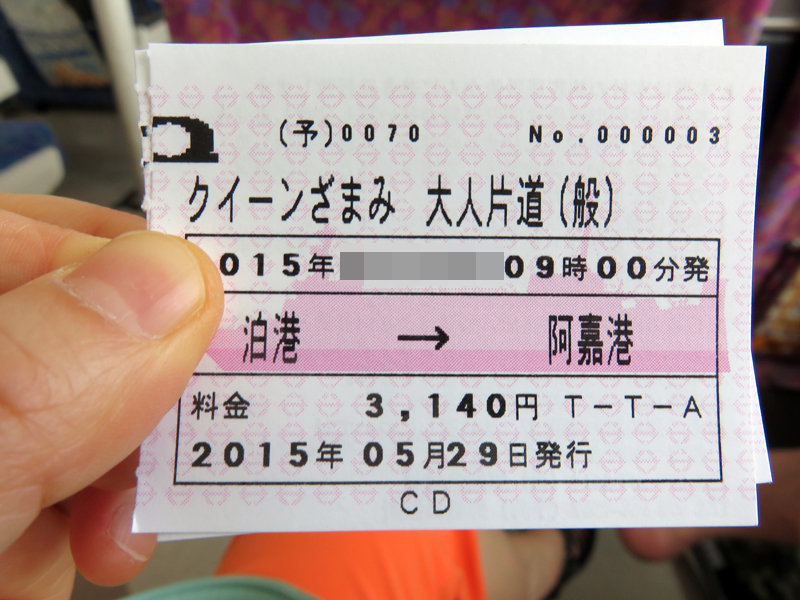 (予)0070 No.000003
クイーンざまみ 大人片道(般)
015年 09時00分発
泊港 → 阿嘉港
料金 3,140円 T-T-A
2015年 05月29日発行
CD